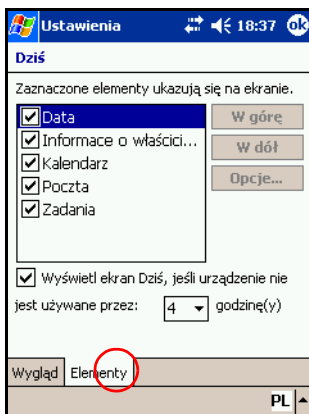 Ustawienia 18:37 ok
Dziś
Zaznaczone elementy ukazują się na ekranie.
Data
Informace o właścici...
Kalendarz
Poczta
Zadania
W górę
W dół
Opcje...
Wyświetl ekran Dziś, jeśli urządzenie nie
jest używane przez: 4 godzinę(y)
Wygląd Elementy
PL